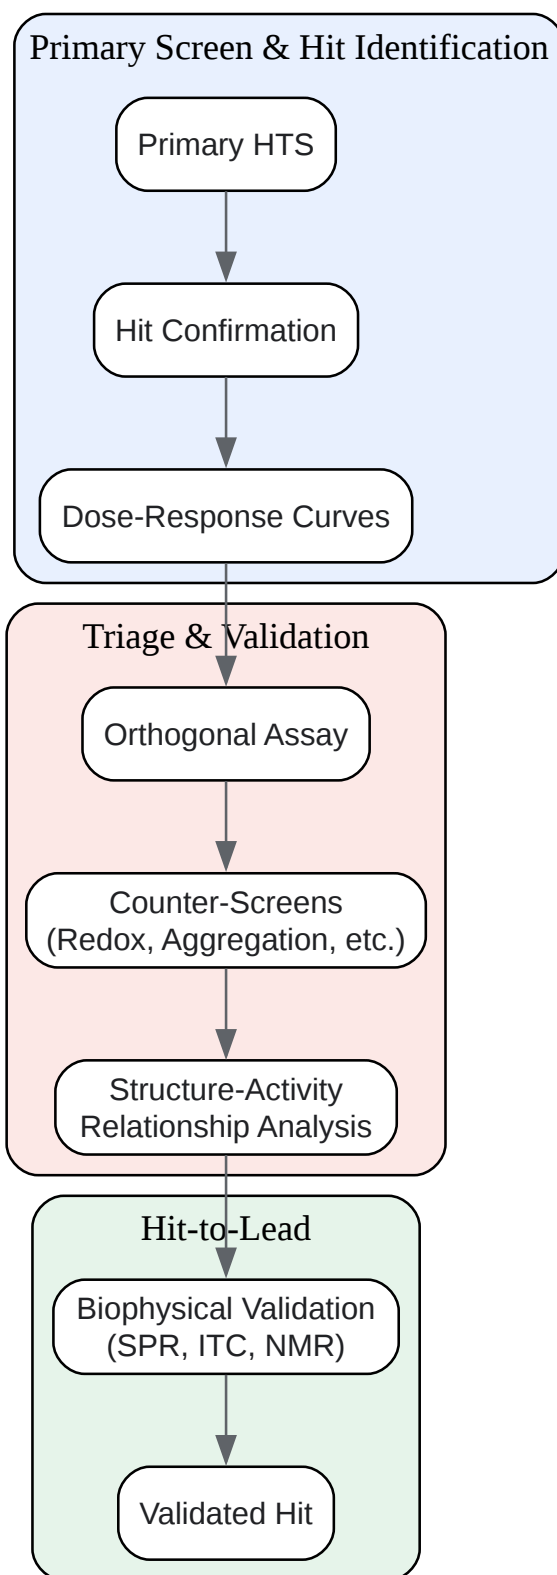 Primary Screen & Hit Identification
Primary HTS
Hit Confirmation
Dose-Response Curves
Triage & Validation
Orthogonal Assay
Counter-Screens
(Redox, Aggregation, etc.)
Structure-Activity
Relationship Analysis
Hit-to-Lead
Biophysical Validation
(SPR, ITC, NMR)
Validated Hit